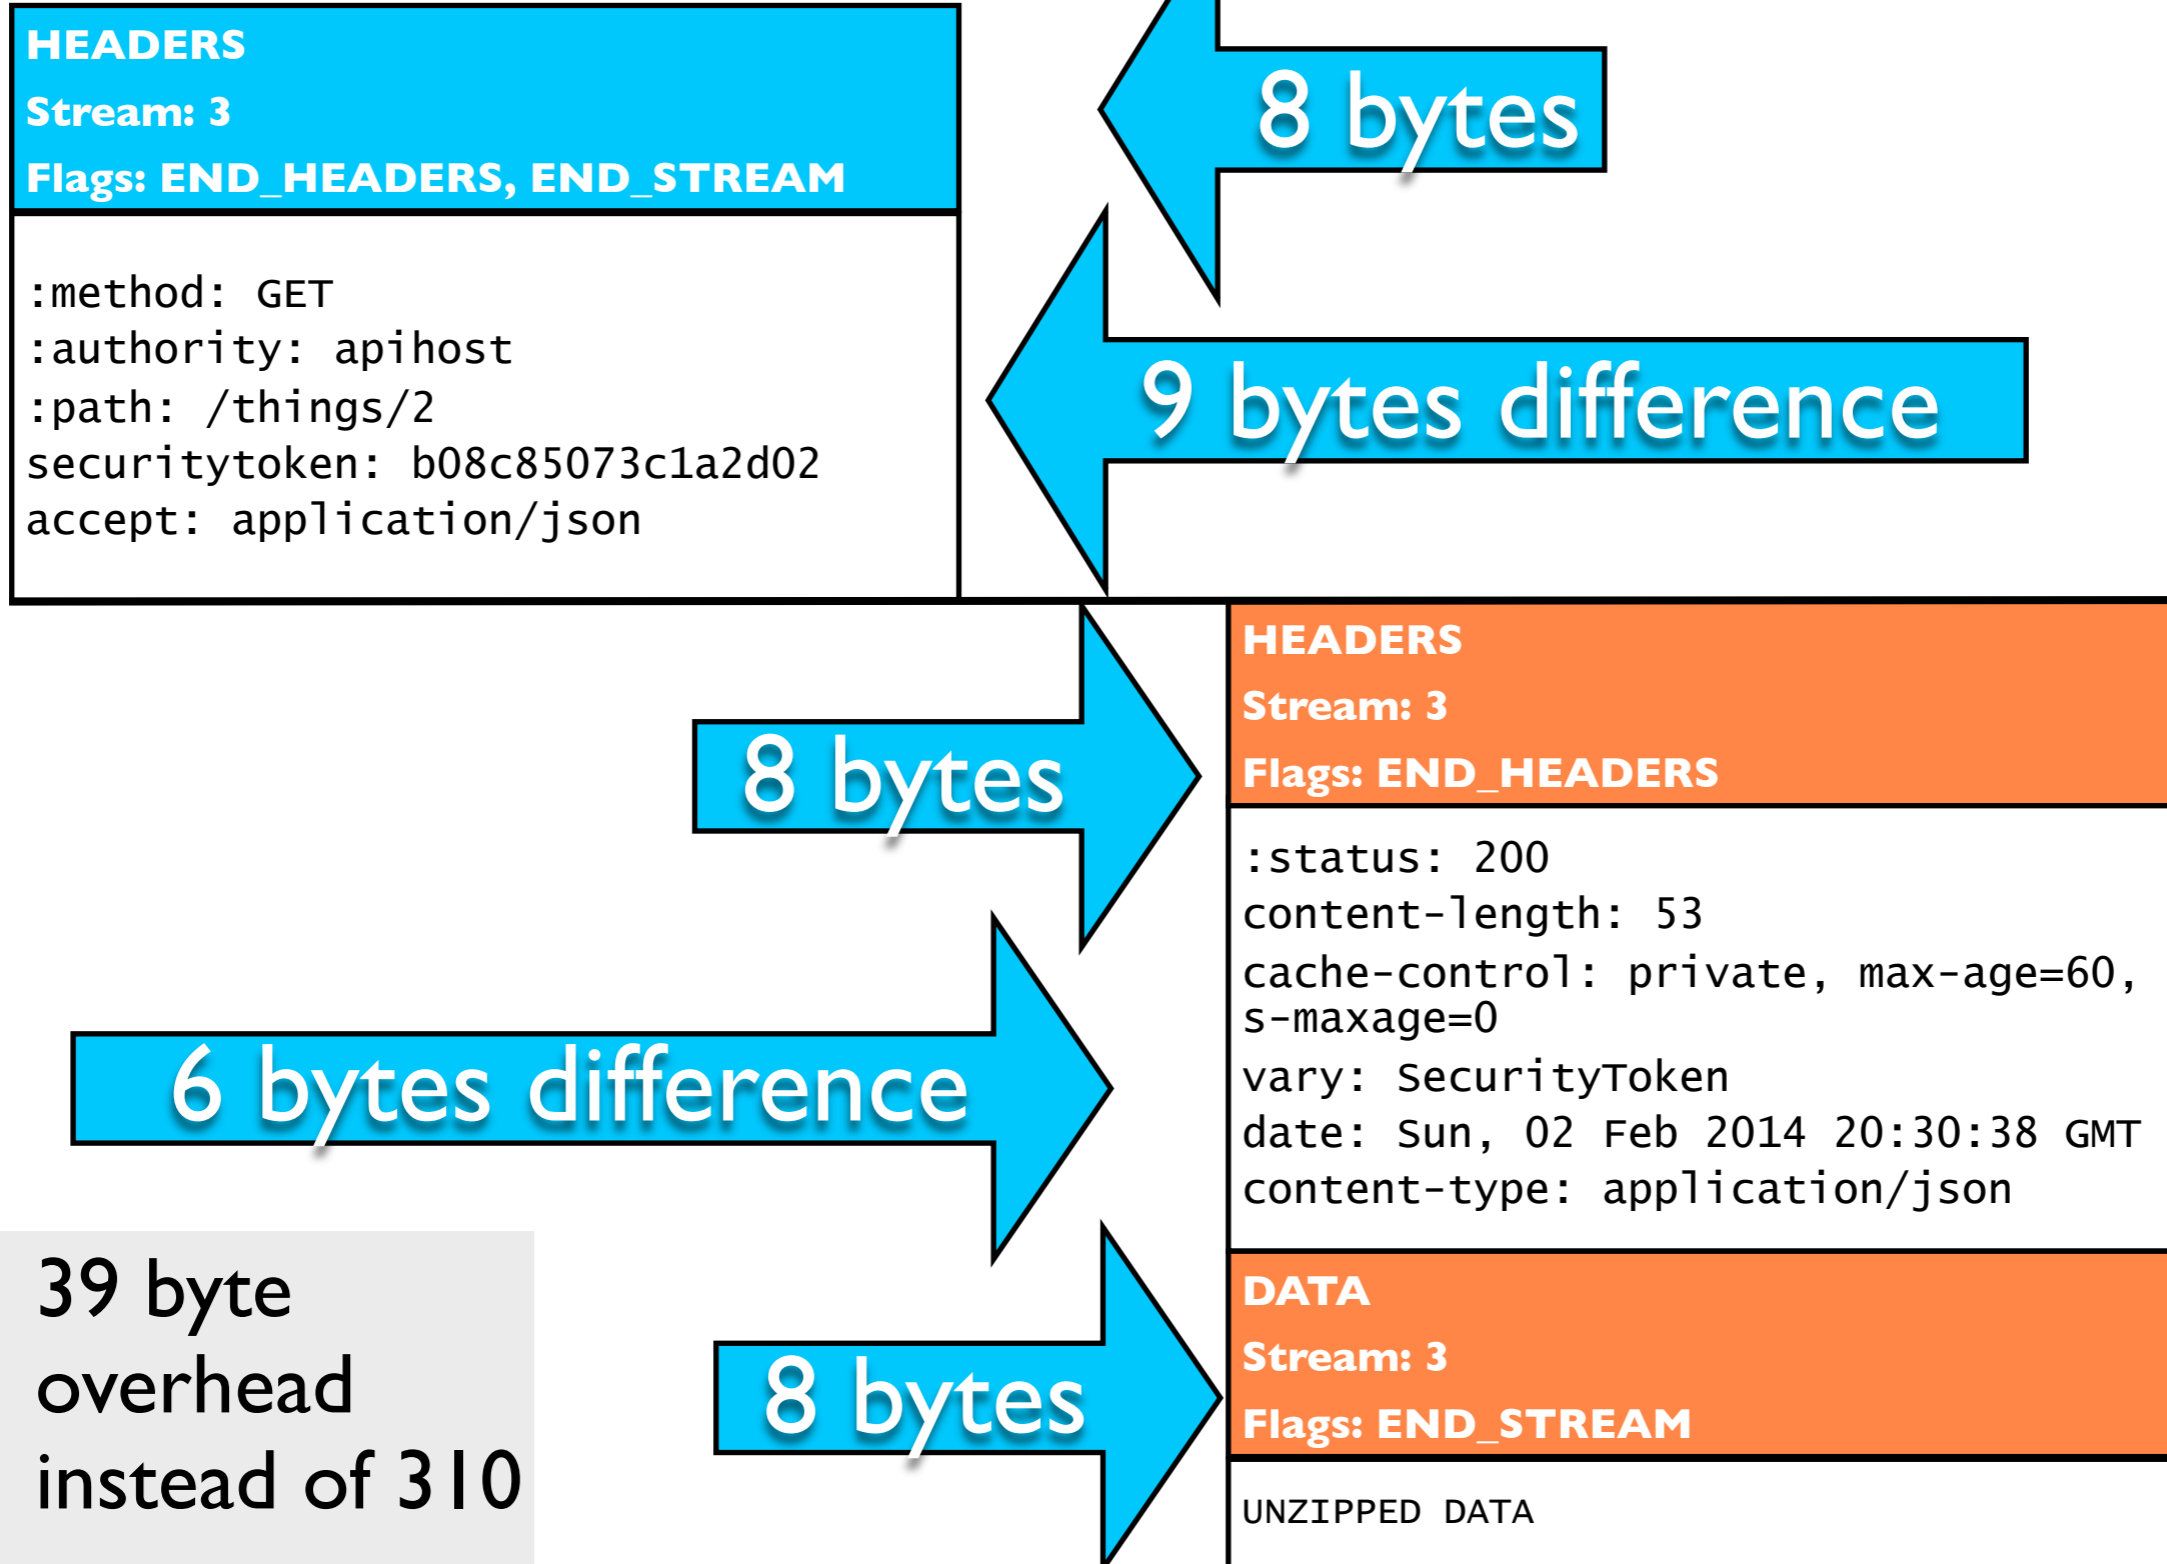 HEADERS
Stream: 3
Flags: END_HEADERS, END_STREAM
8 bytes
:method: GET
:authority: apihost
:path: /things/2
securitytoken: b08c85073c1a2d02
accept: application/json
9 bytes difference
HEADERS
Stream: 3
Flags: END_HEADERS
8 bytes
:status: 200
content-length: 53
cache-control: private, max-age=60,
s-maxage=0
vary: SecurityToken
date: Sun, 02 Feb 2014 20:30:38 GMT
content-type: application/json
6 bytes difference
DATA
Stream: 3
Flags: END_STREAM
8 bytes
UNZIPPED DATA
39 byte
overhead
instead of 310